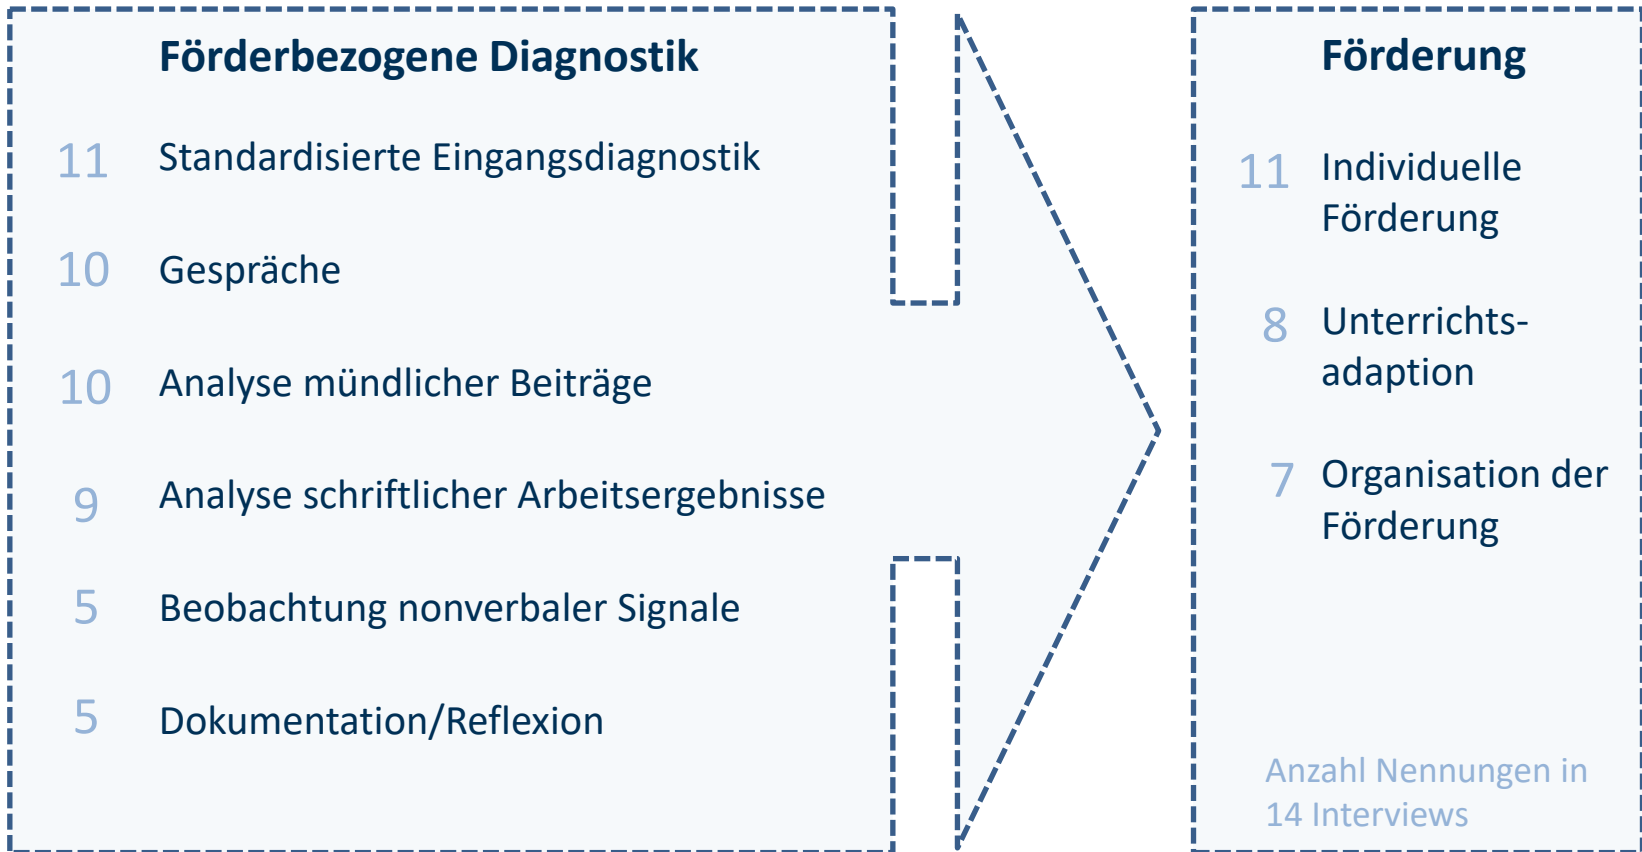 Förderbezogene Diagnostik
11 Standardisierte Eingangsdiagnostik
10 Gespräche
10 Analyse mündlicher Beiträge
9 Analyse schriftlicher Arbeitsergebnisse
5 Beobachtung nonverbaler Signale
5 Dokumentation/Reflexion
Förderung
11 Individuelle
Förderung
8 Unterrichts-
adaption
7 Organisation der
Förderung
Anzahl Nennungen in
14 Interviews